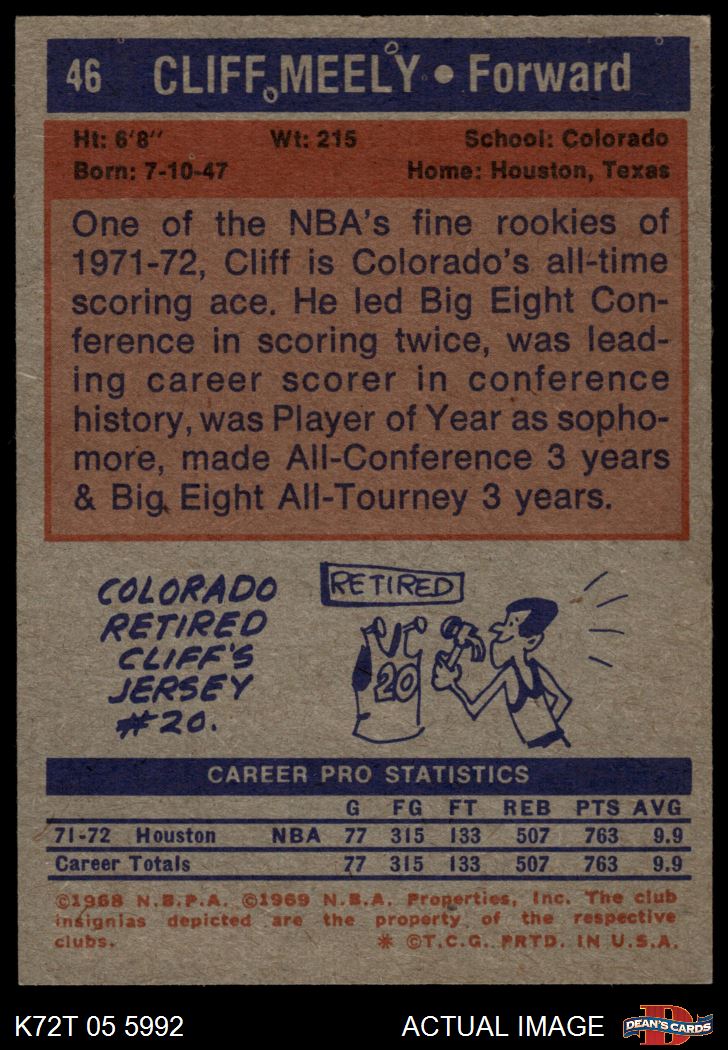 46 CLIFF MEELY • Forward
Ht: 6'8" Wt: 215 School: Colorado
Born: 7-10-47 Home: Houston, Texas
One of the NBA's fine rookies of
1971-72, Cliff is Colorado's all-time
scoring ace. He led Big Eight Con-
ference in scoring twice, was lead-
ing career scorer in conference
history, was Player of Year as sopho-
more, made All-Conference 3 years
& Big Eight All-Tourney 3 years.
COLORADO
RETIRED
CLIFF'S
JERSEY
#20.
RETIRED
20
CAREER PRO STATISTICS
G FG FT REB PTS AVG
71-72 Houston NBA 77 315 133 507 763 9.9
Career Totals 77 315 133 507 763 9.9
©1968 N.B.P.A. ©1969 N.B.A. Properties, Inc. The club
insignias depicted are the property of the respective
clubs. * ©T.C.G. PRTD. IN U.S.A.
K72T 05 5992 ACTUAL IMAGE
D
DEAN'S CARDS